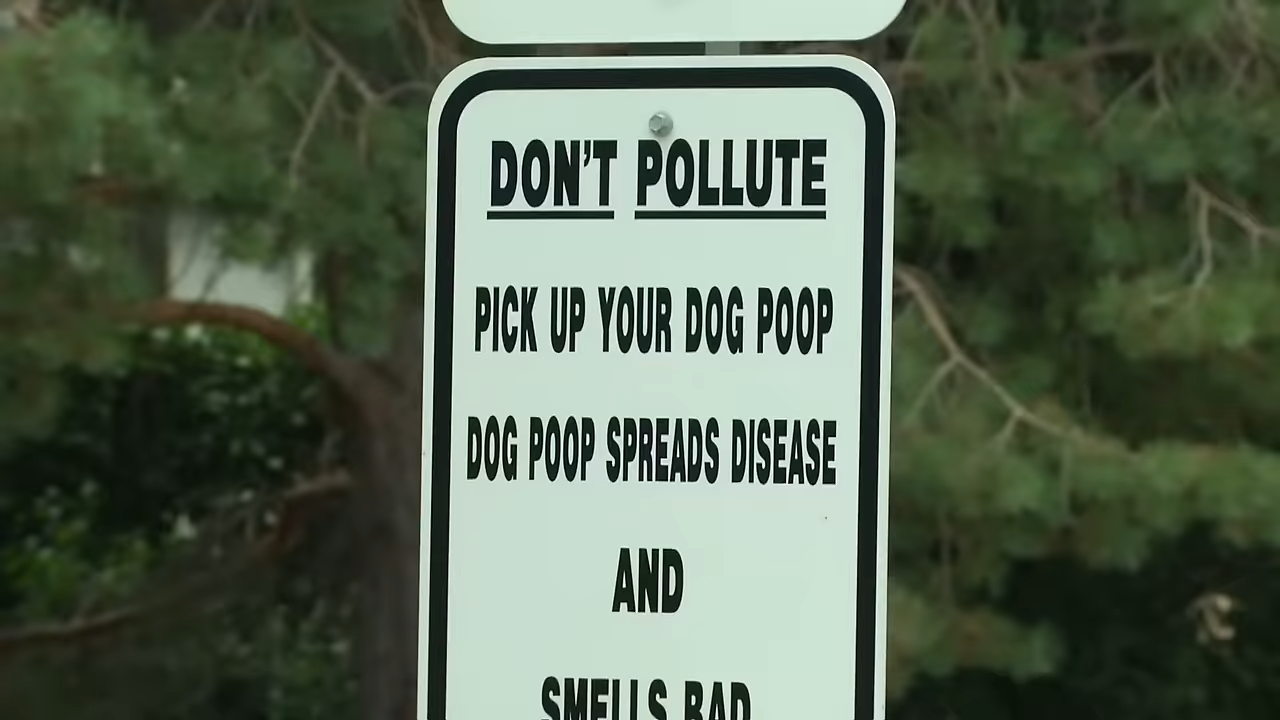 DON'T POLLUTE
PICK UP YOUR DOG POOP
DOG POOP SPREADS DISEASE
AND
SMELLS BAD